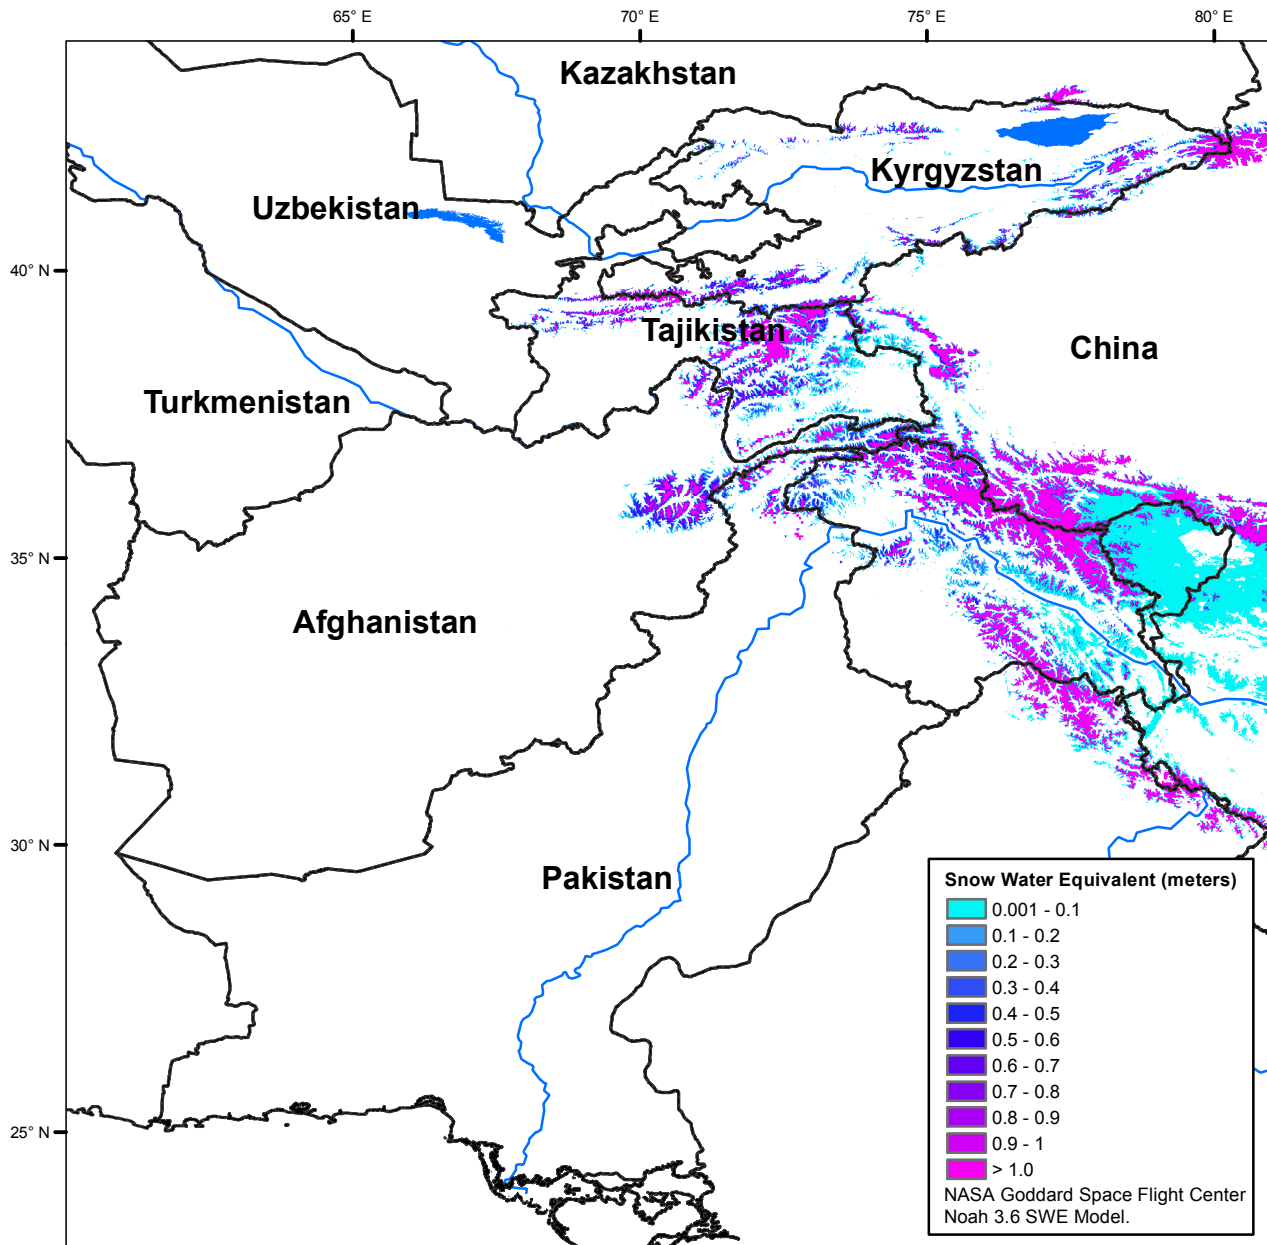 65° E
70° E
75° E
80° E
Kazakhstan
Kyrgyzstan
Uzbekistan
40° N
Tajikistan
China
Turkmenistan
35° N
Afghanistan
30° N
Pakistan
25° N
Snow Water Equivalent (meters)
0.001 - 0.1
0.1 - 0.2
0.2 - 0.3
0.3 - 0.4
0.4 - 0.5
0.5 - 0.6
0.6 - 0.7
0.7 - 0.8
0.8 - 0.9
0.9 - 1
> 1.0
NASA Goddard Space Flight Center
Noah 3.6 SWE Model.